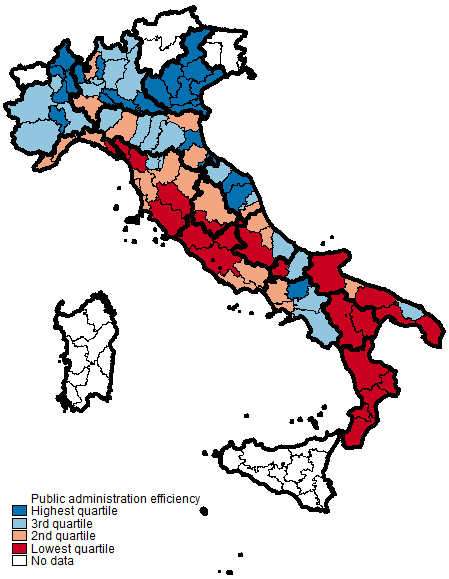 Public administration efficiency
Highest quartile
3rd quartile
2nd quartile
Lowest quartile
No data